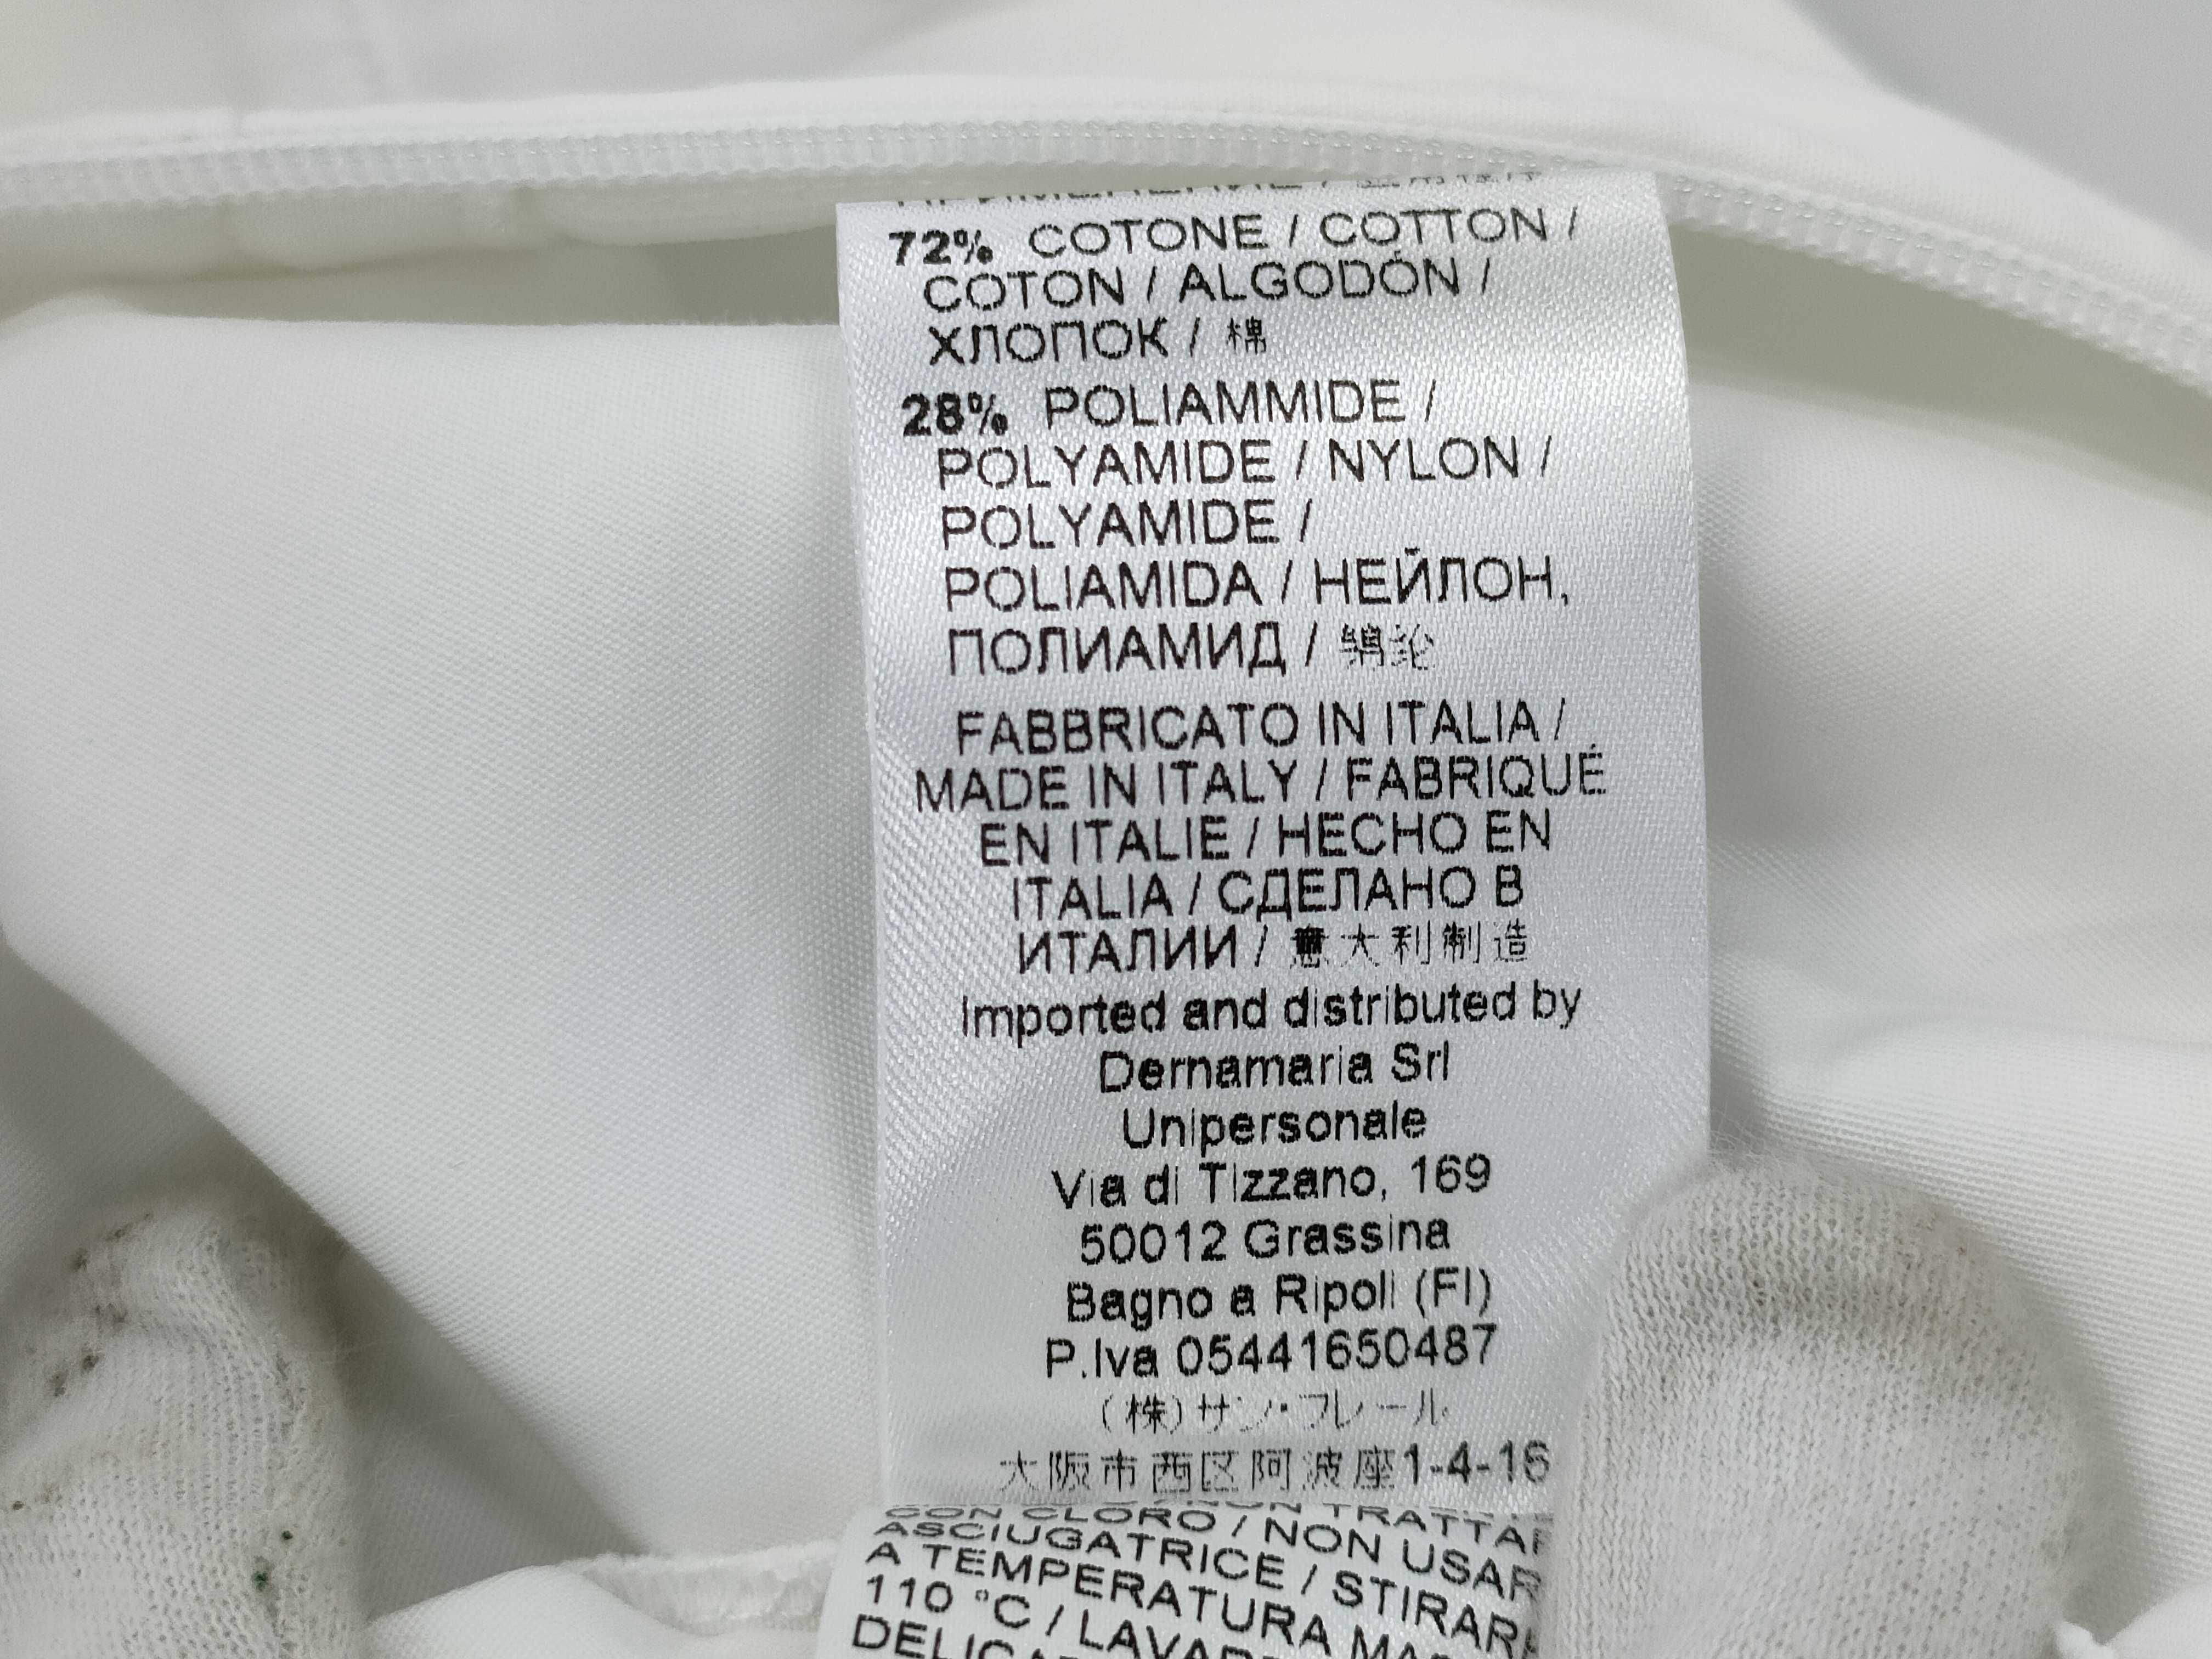 72% COTONE / COTTON /
COTON / ALGODÓN /
ХЛОПОК / 棉
28% POLIAMMIDE /
POLYAMIDE / NYLON /
POLYAMIDE /
POLIAMIDA / НЕЙЛОН,
ПОЛИАМИД /
FABBRICATO IN ITALIA /
MADE IN ITALY / FABRIQUÉ
EN ITALIE / HECHO EN
ITALIA / СДЕЛАНО В
ИТАЛИИ / 意大利制造
Imported and distributed by
Dernamaria Srl
Unipersonale
Via di Tizzano, 169
50012 Grassina
Bagno a Ripoli (FI)
P.Iva 05441650487
(株)サン・フレール
大阪市西区阿波座1-4-16
CON CLORO / NON TRATTAR
ASCIUGATRICE / NON USAR
A TEMPERATURA / STIRAR
110 °C / LAVAR MA
DELICA